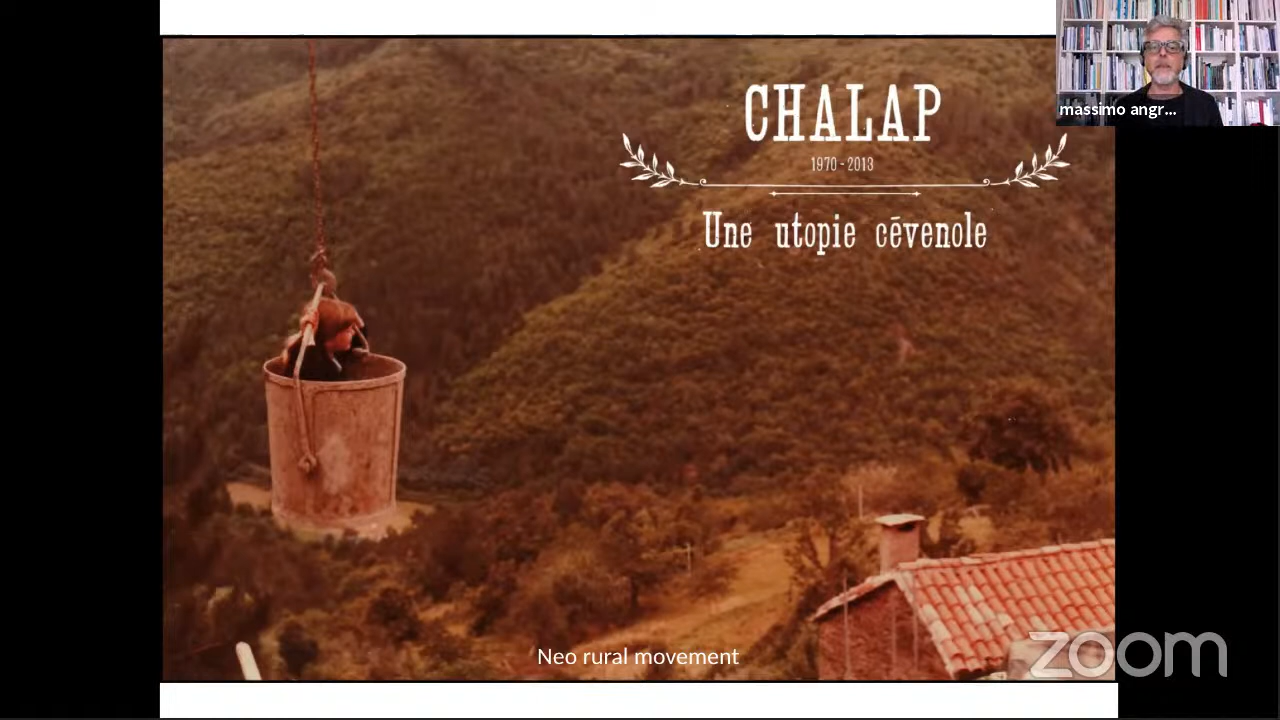 CHALAP
1970 - 2013
Une utopie cévenole
massimo angr...
Neo rural movement
zoom